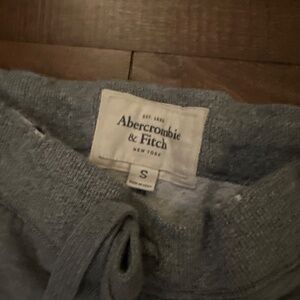 EST. 1892
Abercrombie
& Fitch
NEW YORK
S